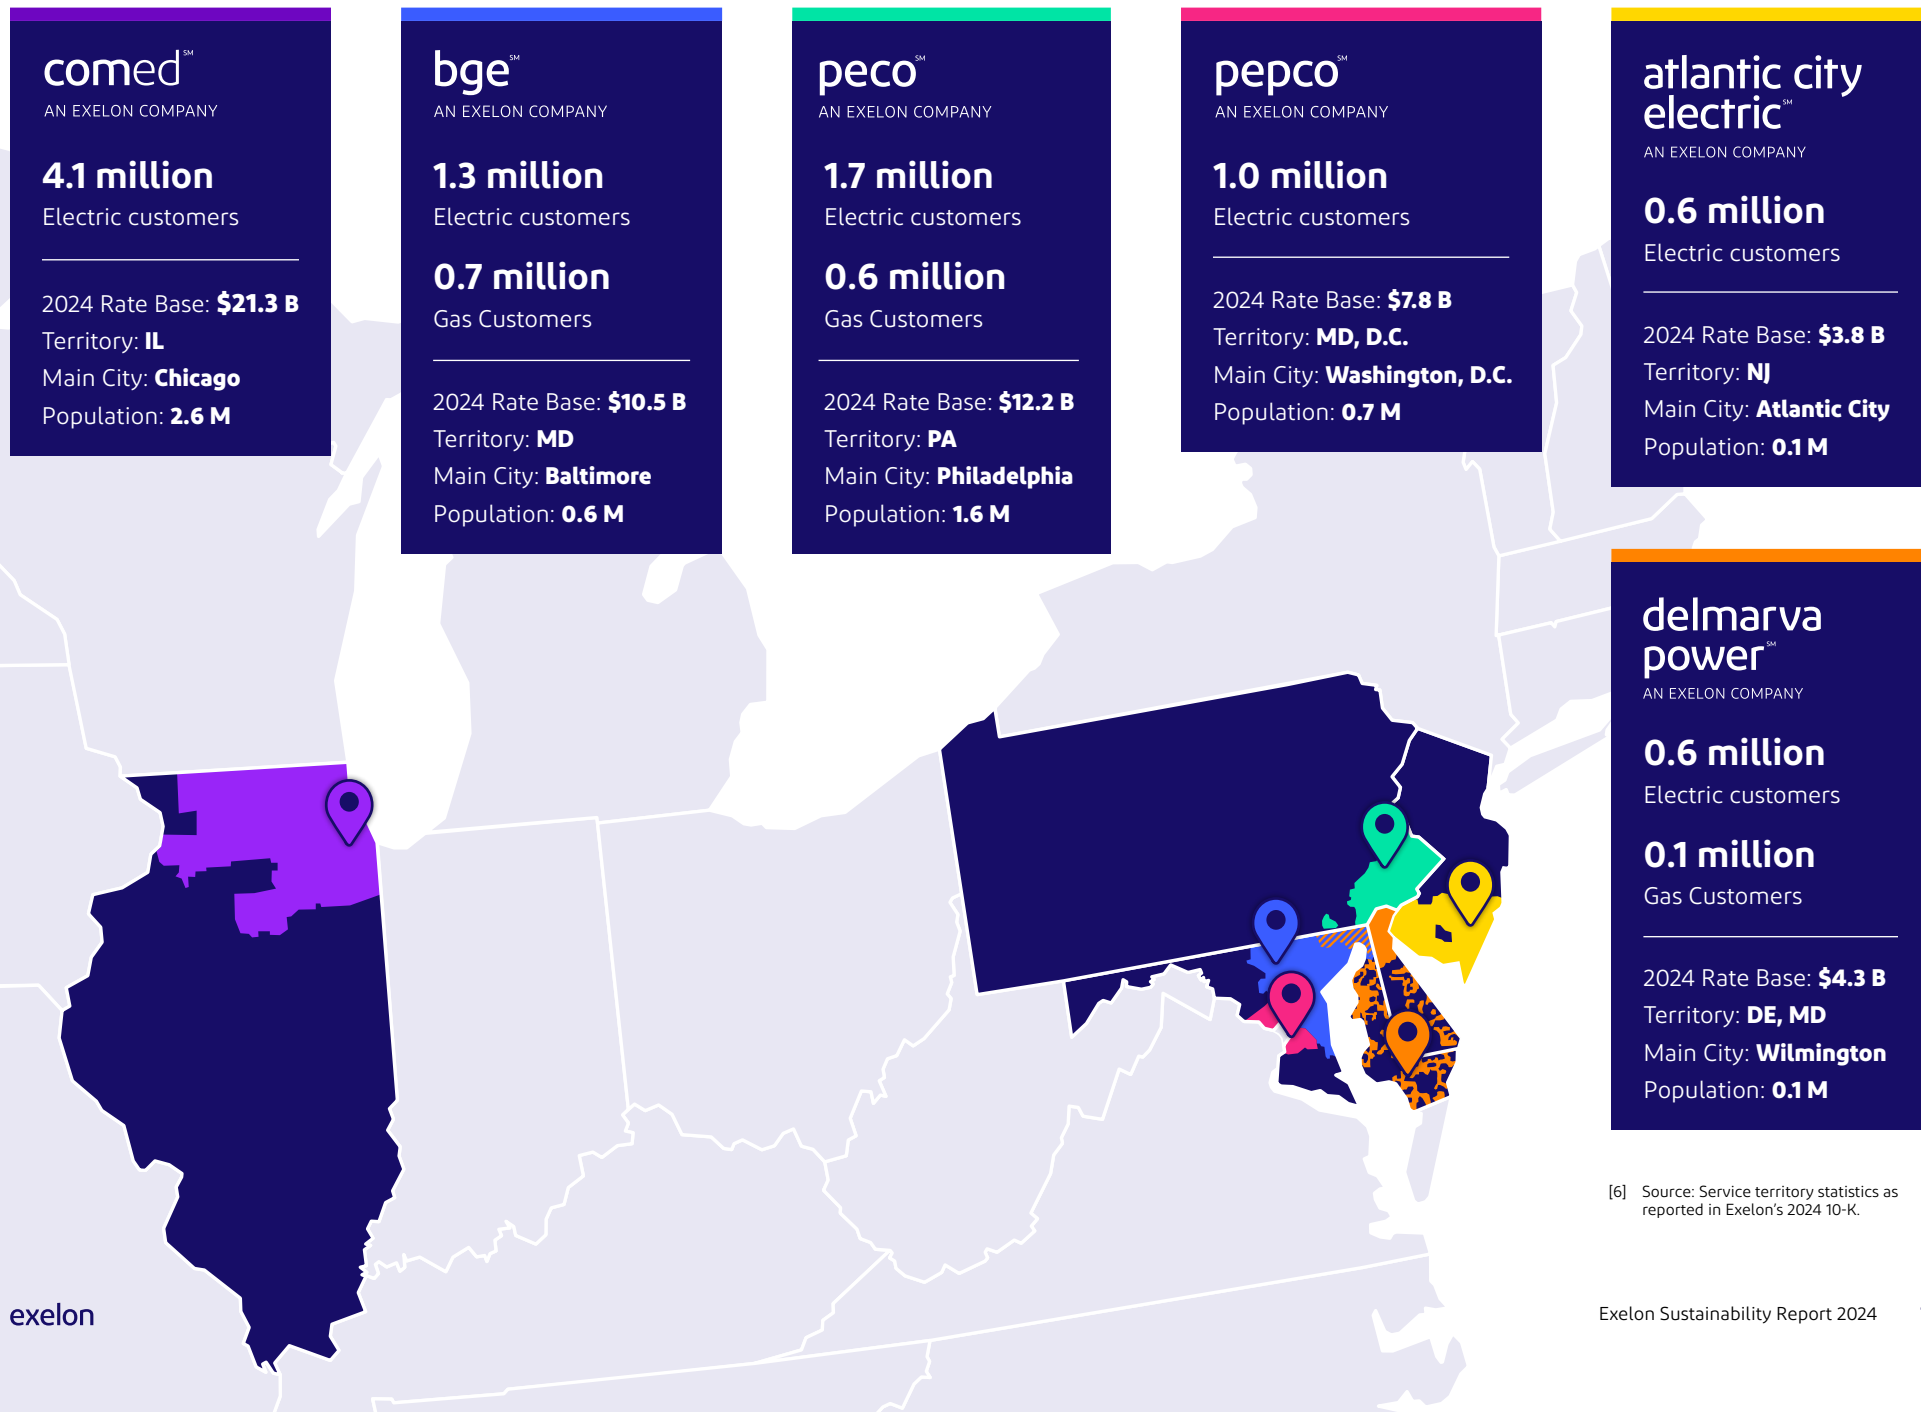 comed℠
AN EXELON COMPANY
4.1 million
Electric customers
2024 Rate Base: $21.3 B
Territory: IL
Main City: Chicago
Population: 2.6 M
bge℠
AN EXELON COMPANY
1.3 million
Electric customers
0.7 million
Gas Customers
2024 Rate Base: $10.5 B
Territory: MD
Main City: Baltimore
Population: 0.6 M
peco℠
AN EXELON COMPANY
1.7 million
Electric customers
0.6 million
Gas Customers
2024 Rate Base: $12.2 B
Territory: PA
Main City: Philadelphia
Population: 1.6 M
pepco℠
AN EXELON COMPANY
1.0 million
Electric customers
2024 Rate Base: $7.8 B
Territory: MD, D.C.
Main City: Washington, D.C.
Population: 0.7 M
atlantic city
electric℠
AN EXELON COMPANY
0.6 million
Electric customers
2024 Rate Base: $3.8 B
Territory: NJ
Main City: Atlantic City
Population: 0.1 M
delmarva
power℠
AN EXELON COMPANY
0.6 million
Electric customers
0.1 million
Gas Customers
2024 Rate Base: $4.3 B
Territory: DE, MD
Main City: Wilmington
Population: 0.1 M
[6] Source: Service territory statistics as
reported in Exelon's 2024 10-K.
exelon
Exelon Sustainability Report 2024